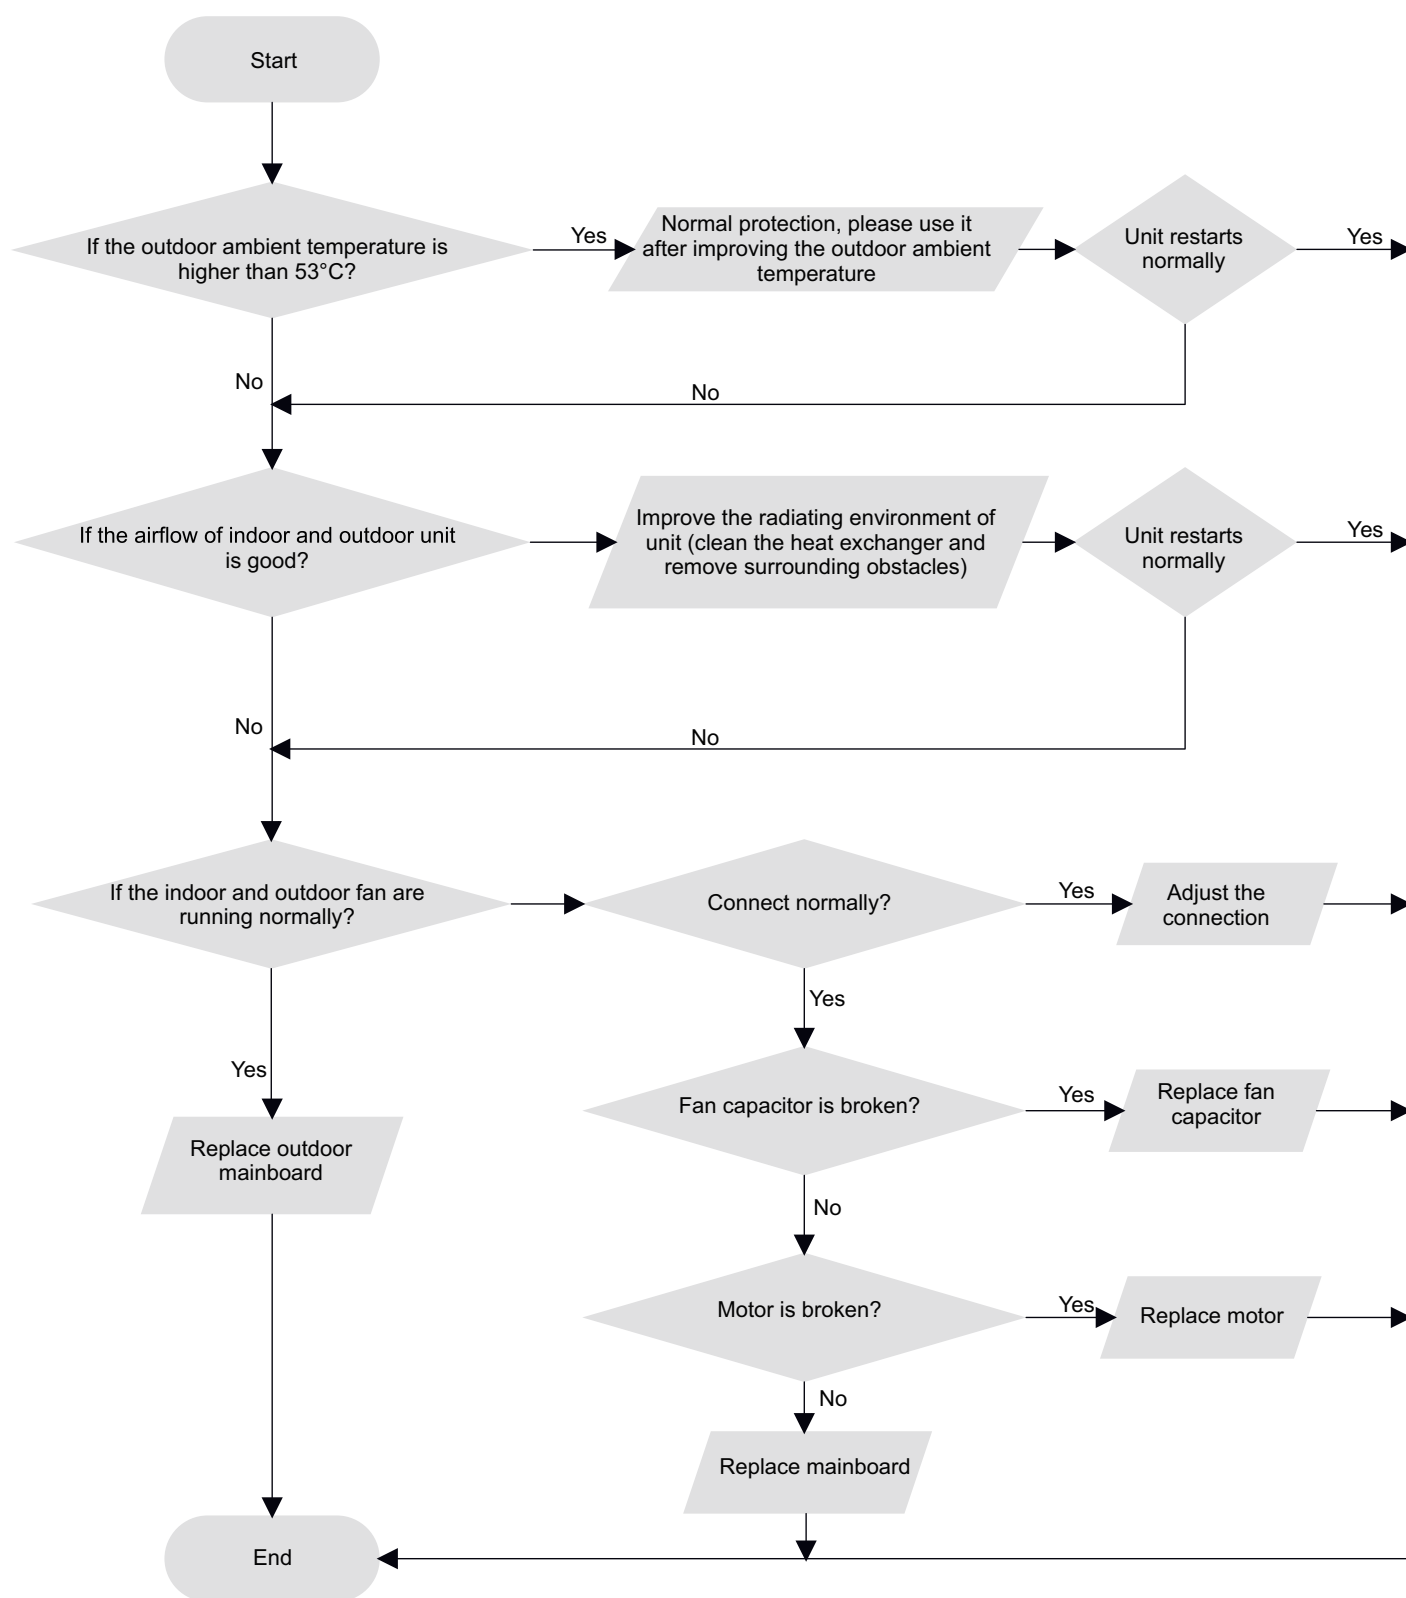 Start
If the outdoor ambient temperature is
higher than 53°C?
Yes
Normal protection, please use it
after improving the outdoor ambient
temperature
Unit restarts
normally
Yes
No
No
If the airflow of indoor and outdoor unit
is good?
Improve the radiating environment of
unit (clean the heat exchanger and
remove surrounding obstacles)
Unit restarts
normally
Yes
No
No
If the indoor and outdoor fan are
running normally?
Connect normally?
Yes
Adjust the
connection
Yes
Yes
Replace outdoor
mainboard
Fan capacitor is broken?
Yes
Replace fan
capacitor
No
Motor is broken?
Yes
Replace motor
No
Replace mainboard
End